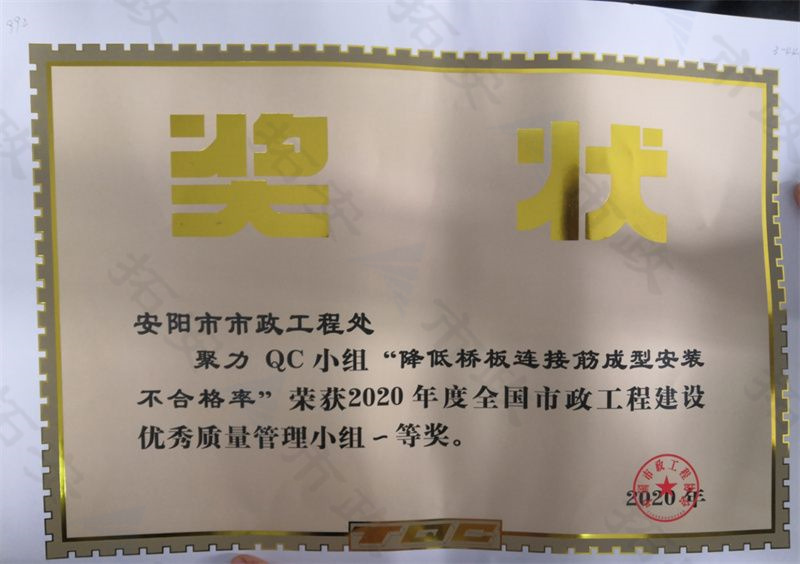 奖状
安阳市市政工程处
聚力 QC 小组“降低桥板连接筋成型安装
不合格率”荣获2020年度全国市政工程建设
优秀质量管理小组一等奖。
2020年
TQC